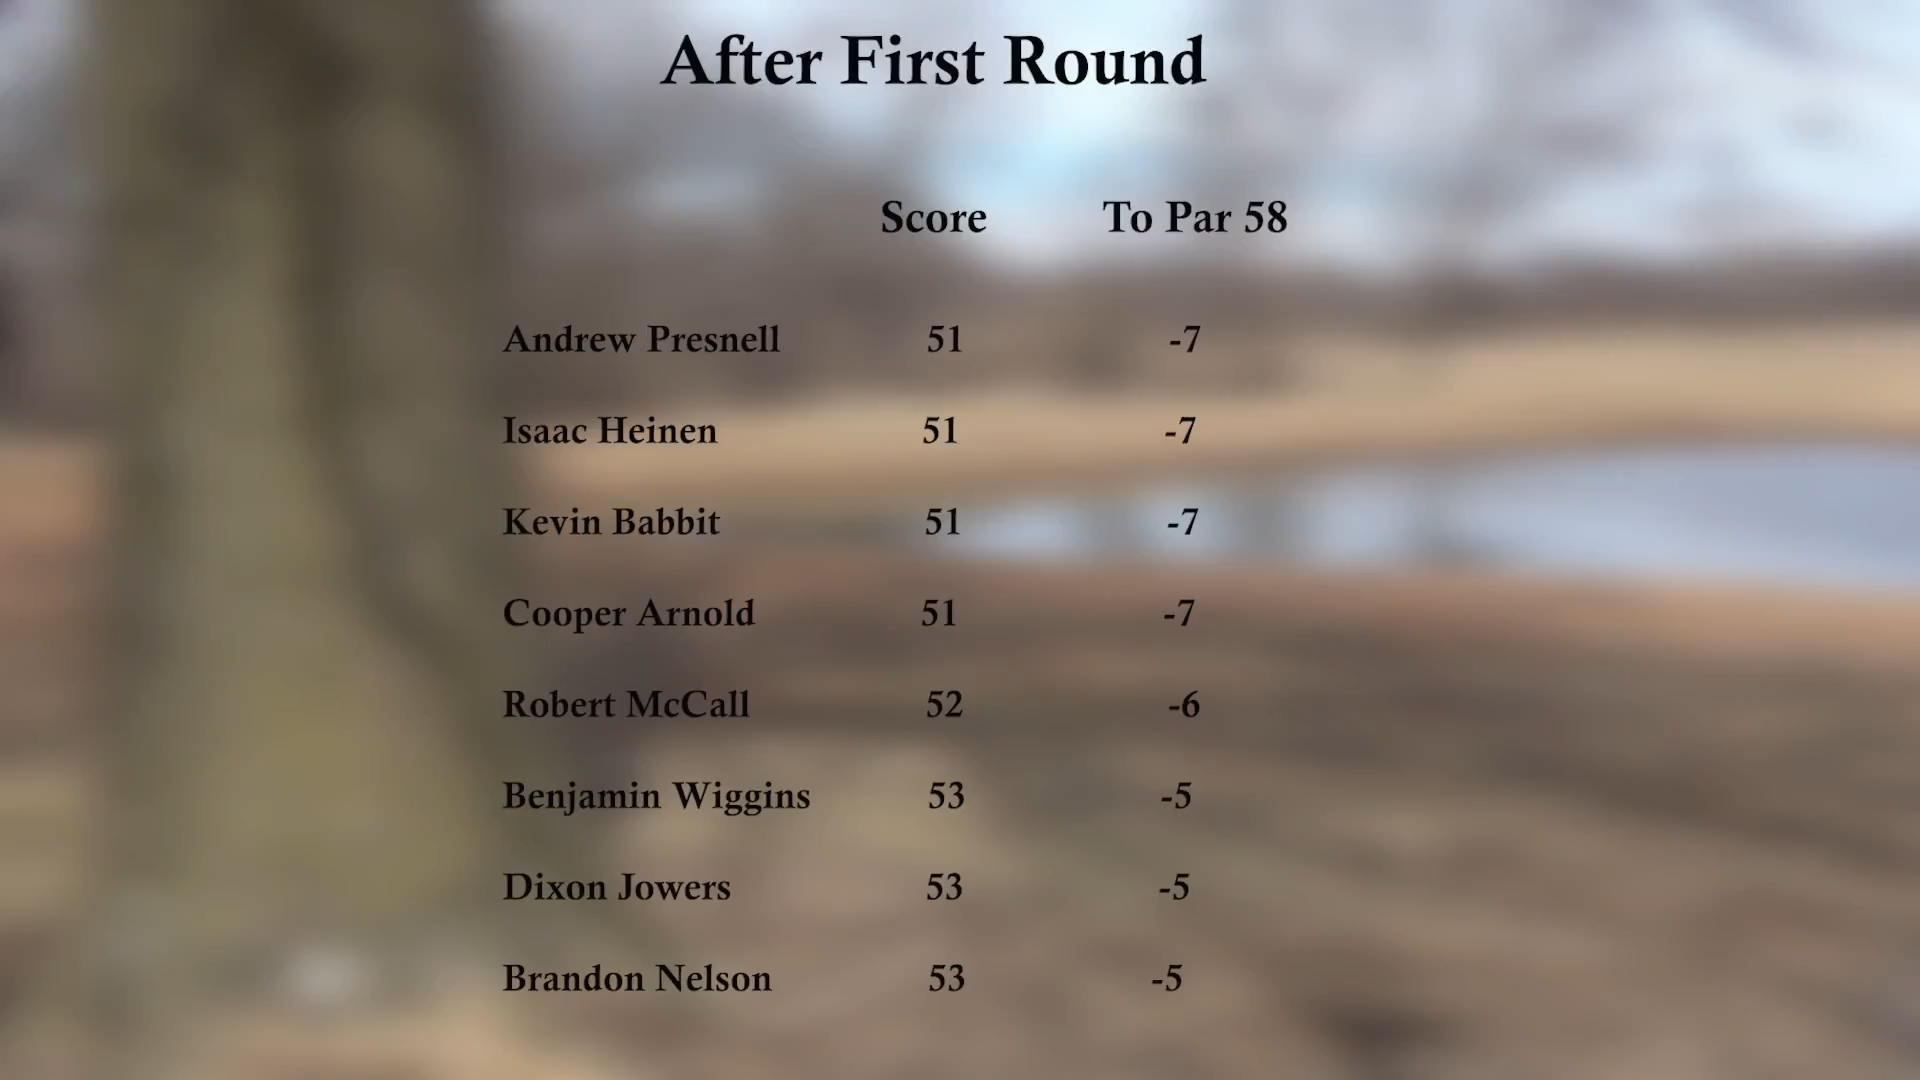 After First Round
Score To Par 58
Andrew Presnell 51 -7
Isaac Heinen 51 -7
Kevin Babbit 51 -7
Cooper Arnold 51 -7
Robert McCall 52 -6
Benjamin Wiggins 53 -5
Dixon Jowers 53 -5
Brandon Nelson 53 -5